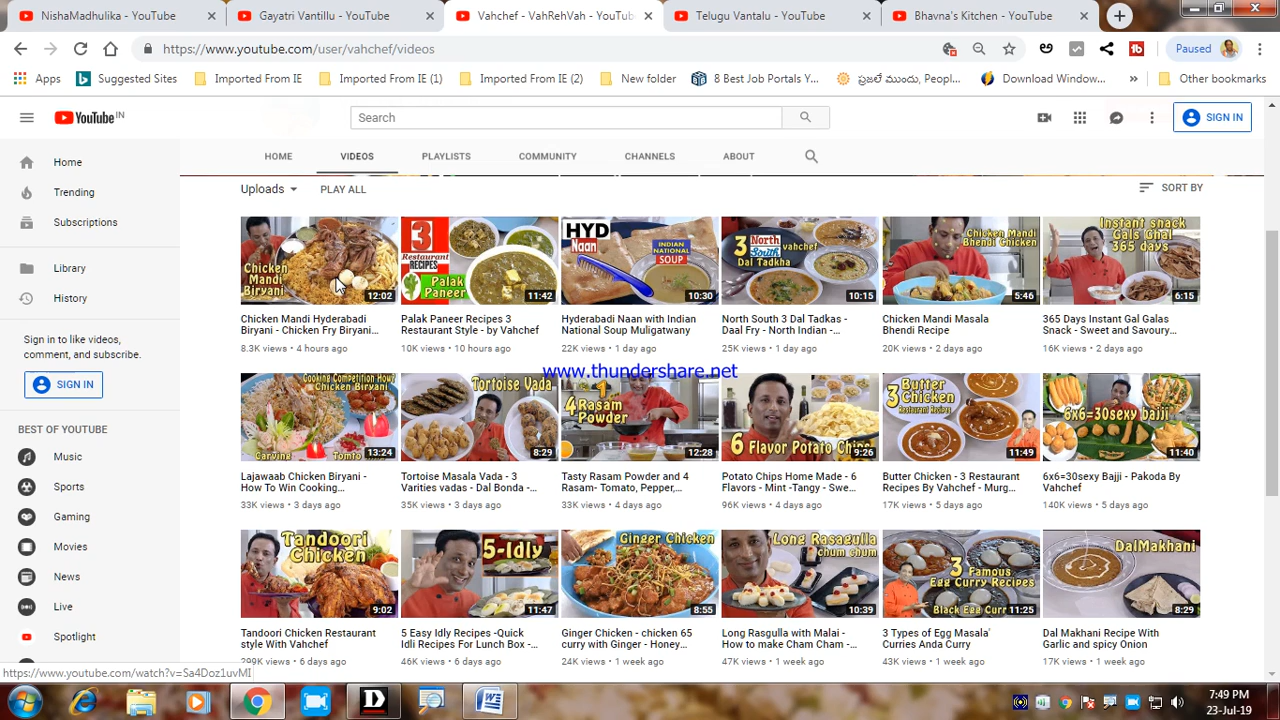 NishaMadhulika - YouTube
Gayatri Vantillu - YouTube
Vahchef - VahRehVah - YouTube
Telugu Vantalu - YouTube
Bhavna's Kitchen - YouTube
https://www.youtube.com/user/vahchef/videos
Paused
Apps
Suggested Sites
Imported From IE
Imported From IE (1)
Imported From IE (2)
New folder
8 Best Job Portals Y...
ప్రజలే ముందు, Peopl...
Download Window...
»
Other bookmarks
YouTube IN
Search
SIGN IN
HOME
VIDEOS
PLAYLISTS
COMMUNITY
CHANNELS
ABOUT
Home
Trending
Subscriptions
Library
History
Sign in to like videos,
comment, and subscribe.
SIGN IN
BEST OF YOUTUBE
Music
Sports
Gaming
Movies
News
Live
Spotlight
Uploads
PLAY ALL
SORT BY
Chicken
Mandi
Biryani
12:02
3
Restaurant
RECIPES
Palak
Paneer
11:42
HYD
Naan
INDIAN
NATIONAL
SOUP
10:30
3 North South
vahchef
Dal Tadkha
10:15
Chicken Mandi
Bhendi Chicken
5:46
Instant snack
Gals Ghal
365 days
6:15
Chicken Mandi Hyderabadi
Biryani - Chicken Fry Biryani...
8.3K views • 4 hours ago
Palak Paneer Recipes 3
Restaurant Style - by Vahchef
10K views • 10 hours ago
Hyderabadi Naan with Indian
National Soup Muligatwany
22K views • 1 day ago
North South 3 Dal Tadkas -
Daal Fry - North Indian -...
25K views • 1 day ago
Chicken Mandi Masala
Bhendi Recipe
20K views • 2 days ago
365 Days Instant Gal Galas
Snack - Sweet and Savoury...
16K views • 2 days ago
www.thundershare.net
Cooking Competition How?
Chicken Biryani
Carving
Tomto
13:24
Tortoise Vada
8:29
1
4 Rasam
Powder
12:28
6 Flavor Potato Chips
9:26
3
Butter
Chicken
Restaurant
Recipes
11:49
6x6=30sexy bajji
11:40
Lajawaab Chicken Biryani -
How To Win Cooking...
33K views • 3 days ago
Tortoise Masala Vada - 3
Varities vadas - Dal Bonda -...
35K views • 3 days ago
Tasty Rasam Powder and 4
Rasam- Tomato, Pepper,...
33K views • 4 days ago
Potato Chips Home Made - 6
Flavors - Mint -Tangy - Swe...
96K views • 4 days ago
Butter Chicken - 3 Restaurant
Recipes By Vahchef - Murg...
17K views • 5 days ago
6x6=30sexy Bajji - Pakoda By
Vahchef
140K views • 5 days ago
Tandoori
Chicken
9:02
5-Idly
11:47
Ginger Chicken
8:55
Long Rasagulla
chum chum
10:39
3
Famous
Egg Curry Recipes
Black Egg Curr
11:25
DalMakhani
8:29
Tandoori Chicken Restaurant
style With Vahchef
299K views • 6 days ago
5 Easy Idly Recipes -Quick
Idli Recipes For Lunch Box -...
46K views • 6 days ago
Ginger Chicken - chicken 65
curry with Ginger - Honey...
24K views • 1 week ago
Long Rasgulla with Malai -
How to make Cham Cham -...
47K views • 1 week ago
3 Types of Egg Masala'
Curries Anda Curry
43K views • 1 week ago
Dal Makhani Recipe With
Garlic and spicy Onion
17K views • 1 week ago
https://www.youtube.com/watch?v=Sa4Doz1uvMI
7:49 PM
23-Jul-19